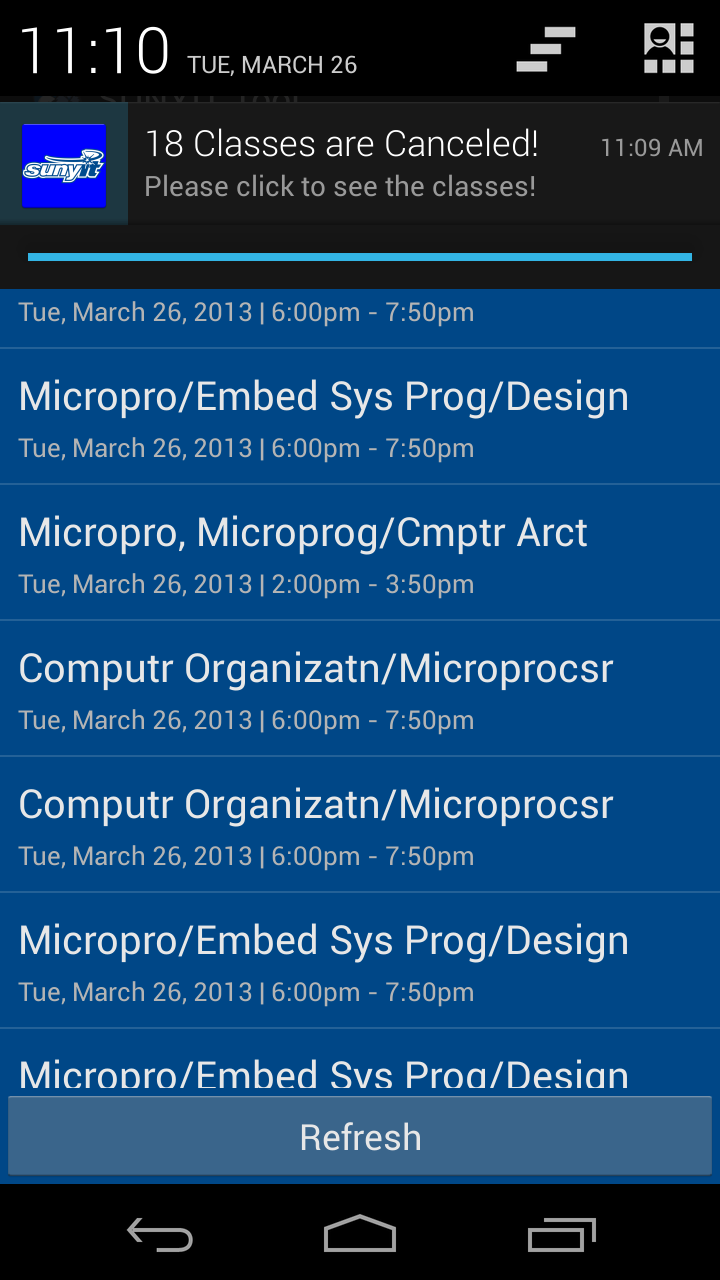 11:10 TUE, MARCH 26
sunyit
18 Classes are Canceled! 11:09 AM
Please click to see the classes!
Tue, March 26, 2013 | 6:00pm - 7:50pm
Micropro/Embed Sys Prog/Design
Tue, March 26, 2013 | 6:00pm - 7:50pm
Micropro, Microprog/Cmptr Arct
Tue, March 26, 2013 | 2:00pm - 3:50pm
Computr Organizatn/Microprocsr
Tue, March 26, 2013 | 6:00pm - 7:50pm
Computr Organizatn/Microprocsr
Tue, March 26, 2013 | 6:00pm - 7:50pm
Micropro/Embed Sys Prog/Design
Tue, March 26, 2013 | 6:00pm - 7:50pm
Micropro/Embed Sys Prog/Design
Refresh